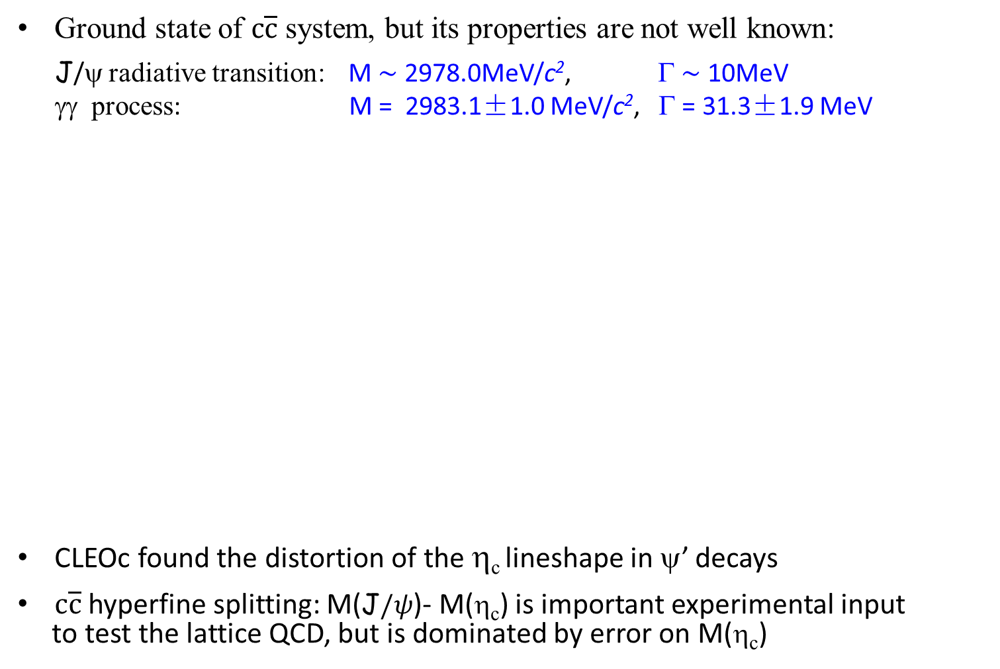 • Ground state of cc̅ system, but its properties are not well known:
J/ψ radiative transition: M ~ 2978.0MeV/c², Γ ~ 10MeV
γγ process: M = 2983.1±1.0 MeV/c², Γ = 31.3±1.9 MeV
• CLEOc found the distortion of the ηc lineshape in ψ′ decays
• cc̅ hyperfine splitting: M(J/ψ)- M(ηc) is important experimental input
to test the lattice QCD, but is dominated by error on M(ηc)